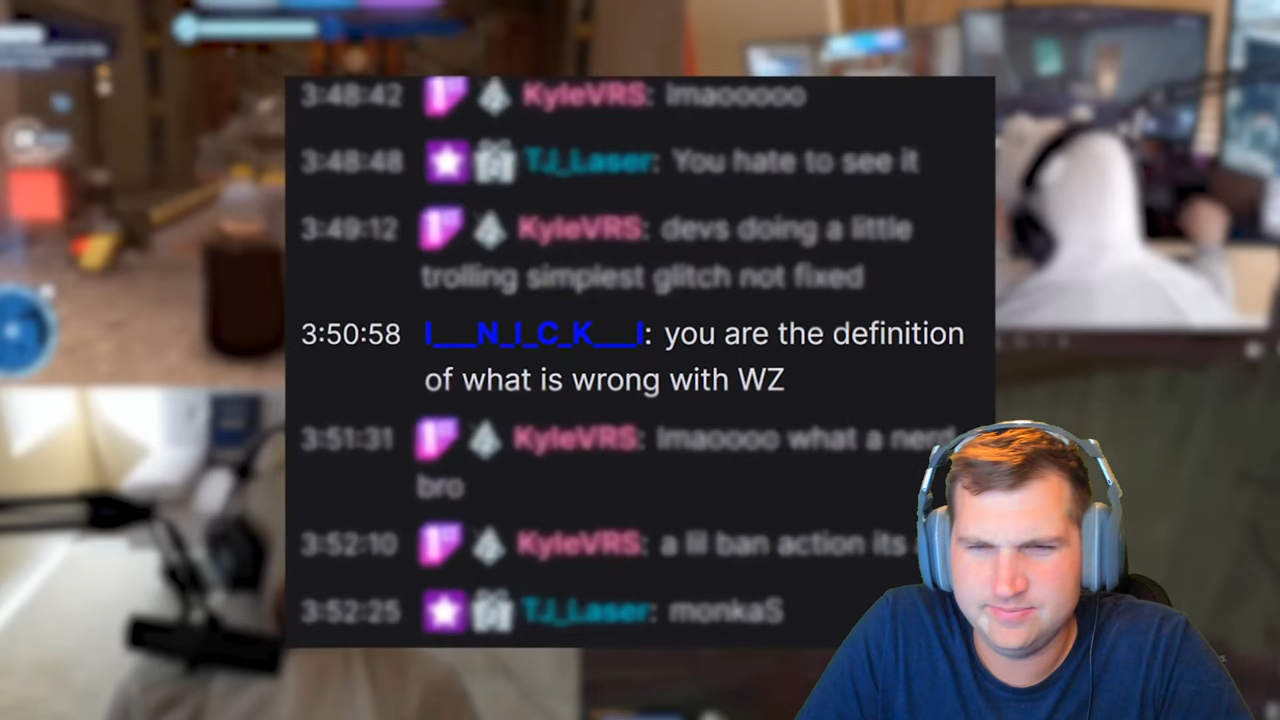 3:48:42 KyleVRS: lmaooooo
3:48:48 TJ_Laser: You hate to see it
3:49:12 KyleVRS: devs doing a little
trolling simplest glitch not fixed
3:50:58 I___N_I_C_K___I: you are the definition
of what is wrong with WZ
3:51:31 KyleVRS: lmaoooo what a nerd
bro
3:52:10 KyleVRS: a lil ban action its
3:52:25 TJ_Laser: monkaS